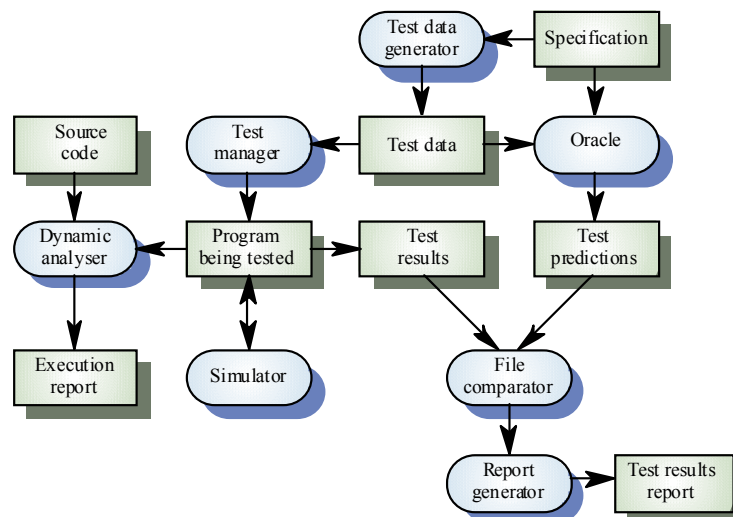 Test data
generator
Specification
Source
code
Test
manager
Test data
Oracle
Dynamic
analyser
Program
being tested
Test
results
Test
predictions
Execution
report
Simulator
File
comparator
Report
generator
Test results
report